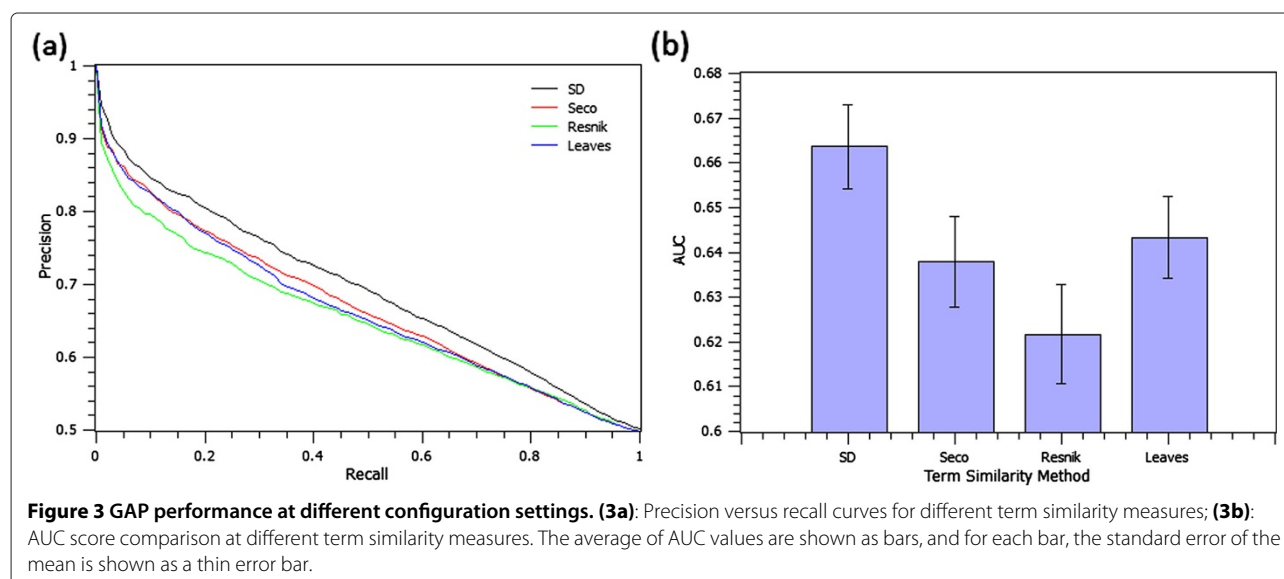 (a)
1
0.9
0.8
0.7
0.6
0.5
Precision
0
0.2
0.4
0.6
0.8
1
Recall
SD
Seco
Resnik
Leaves
(b)
0.68
0.67
0.66
0.65
0.64
0.63
0.62
0.61
0.6
AUC
SD
Seco
Resnik
Leaves
Term Similarity Method
Figure 3 GAP performance at different configuration settings. (3a): Precision versus recall curves for different term similarity measures; (3b):
AUC score comparison at different term similarity measures. The average of AUC values are shown as bars, and for each bar, the standard error of the
mean is shown as a thin error bar.